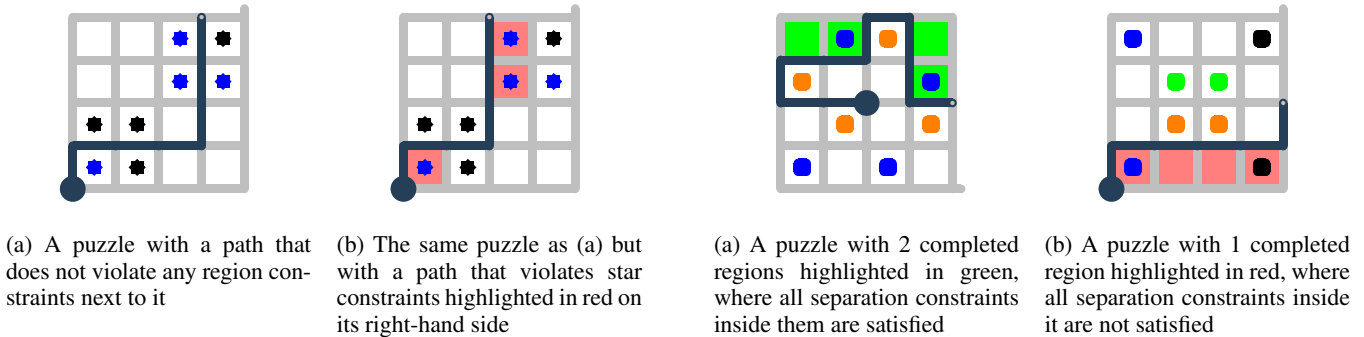 (a) A puzzle with a path that
does not violate any region con-
straints next to it
(b) The same puzzle as (a) but
with a path that violates star
constraints highlighted in red on
its right-hand side
(a) A puzzle with 2 completed
regions highlighted in green,
where all separation constraints
inside them are satisfied
(b) A puzzle with 1 completed
region highlighted in red, where
all separation constraints inside
it are not satisfied